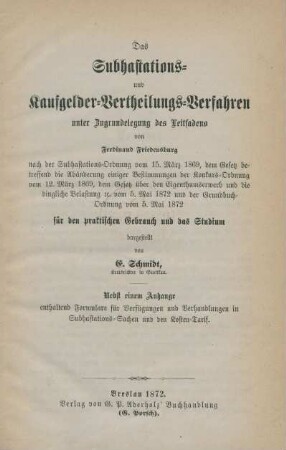 Das
Subhastations-
und
Kaufgelder-Vertheilungs-Verfahren
unter Zugrundelegung des Leitfadens
von
Ferdinand Friedensburg
nach der Subhastations-Ordnung vom 15. März 1869, dem Gesetz be-
treffend die Abänderung einiger Bestimmungen der Konkurs-Ordnung
vom 12. März 1869, dem Gesetz über den Eigenthumserwerb und die
dingliche Belastung ꝛc. vom 5. Mai 1872 und der Grundbuch-
Ordnung vom 5. Mai 1872
für den praktischen Gebrauch und das Studium
dargestellt
von
E. Schmidt,
Kreisrichter in
Nebst einem Anhange
enthaltend Formulare für Verfügungen und Verhandlungen in
Subhastations-Sachen und den Kosten-Tarif.
Breslau 1872.
Verlag von G. P. Aderholz' Buchhandlung
(G. Porsch).